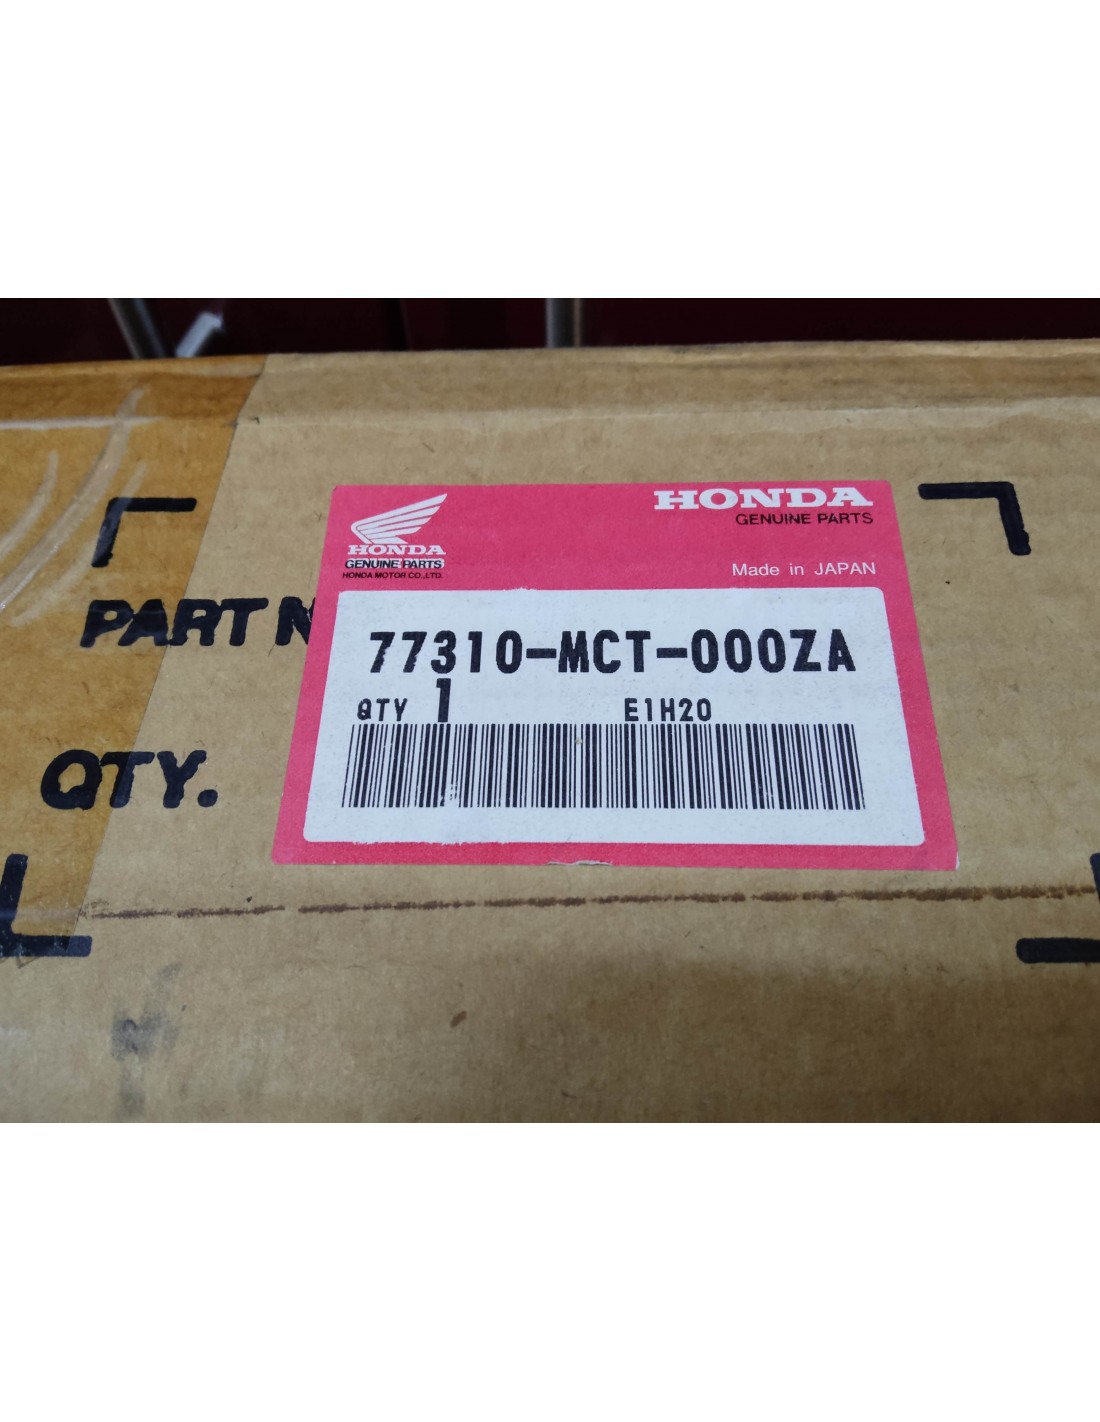 HONDA
GENUINE PARTS
HONDA MOTOR CO.,LTD.
HONDA
GENUINE PARTS
Made in JAPAN
PART N
77310-MCT-000ZA
QTY 1 E1H20
QTY.